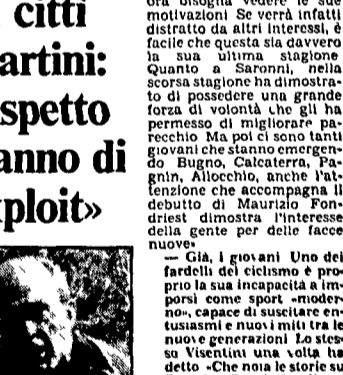 citti
artini:
spetto
anno di
ploit»
ora bisogna vedere le sue
motivazioni Se verrà infatti
distratto da altri interessi, è
facile che questa sia davvero
la sua ultima stagione
Quanto a Saronni, nella
scorsa stagione ha dimostra-
to di possedere una grande
forza di volontà che gli ha
permesso di migliorare pa-
recchio Ma poi ci sono tanti
giovani che stanno emergen-
do Bugno, Calcaterra, Pa-
gnin, Allocchio, anche l'at-
tenzione che accompagna il
debutto di Maurizio Fon-
driest dimostra l'interesse
della gente per delle facce
nuove»
— Già, i giovani Uno dei
fardelli del ciclismo è pro-
prio la sua incapacità a im-
porsi come sport «moder-
no», capace di suscitare en-
tusiasmi e nuovi miti tra le
nuove generazioni Lo stes-
so Visentini una volta ha
detto «Che noia le storie su